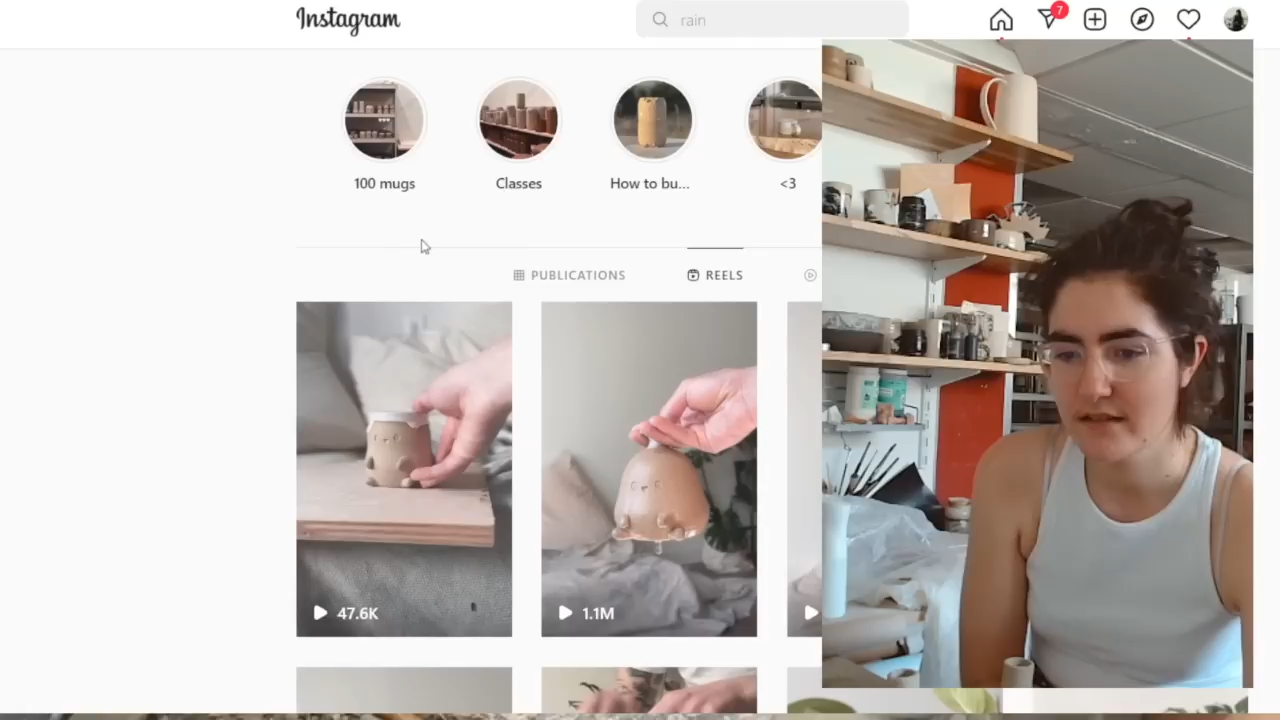 Instagram
rain
7
100 mugs
Classes
How to bu...
<3
PUBLICATIONS
REELS
47.6K
1.1M